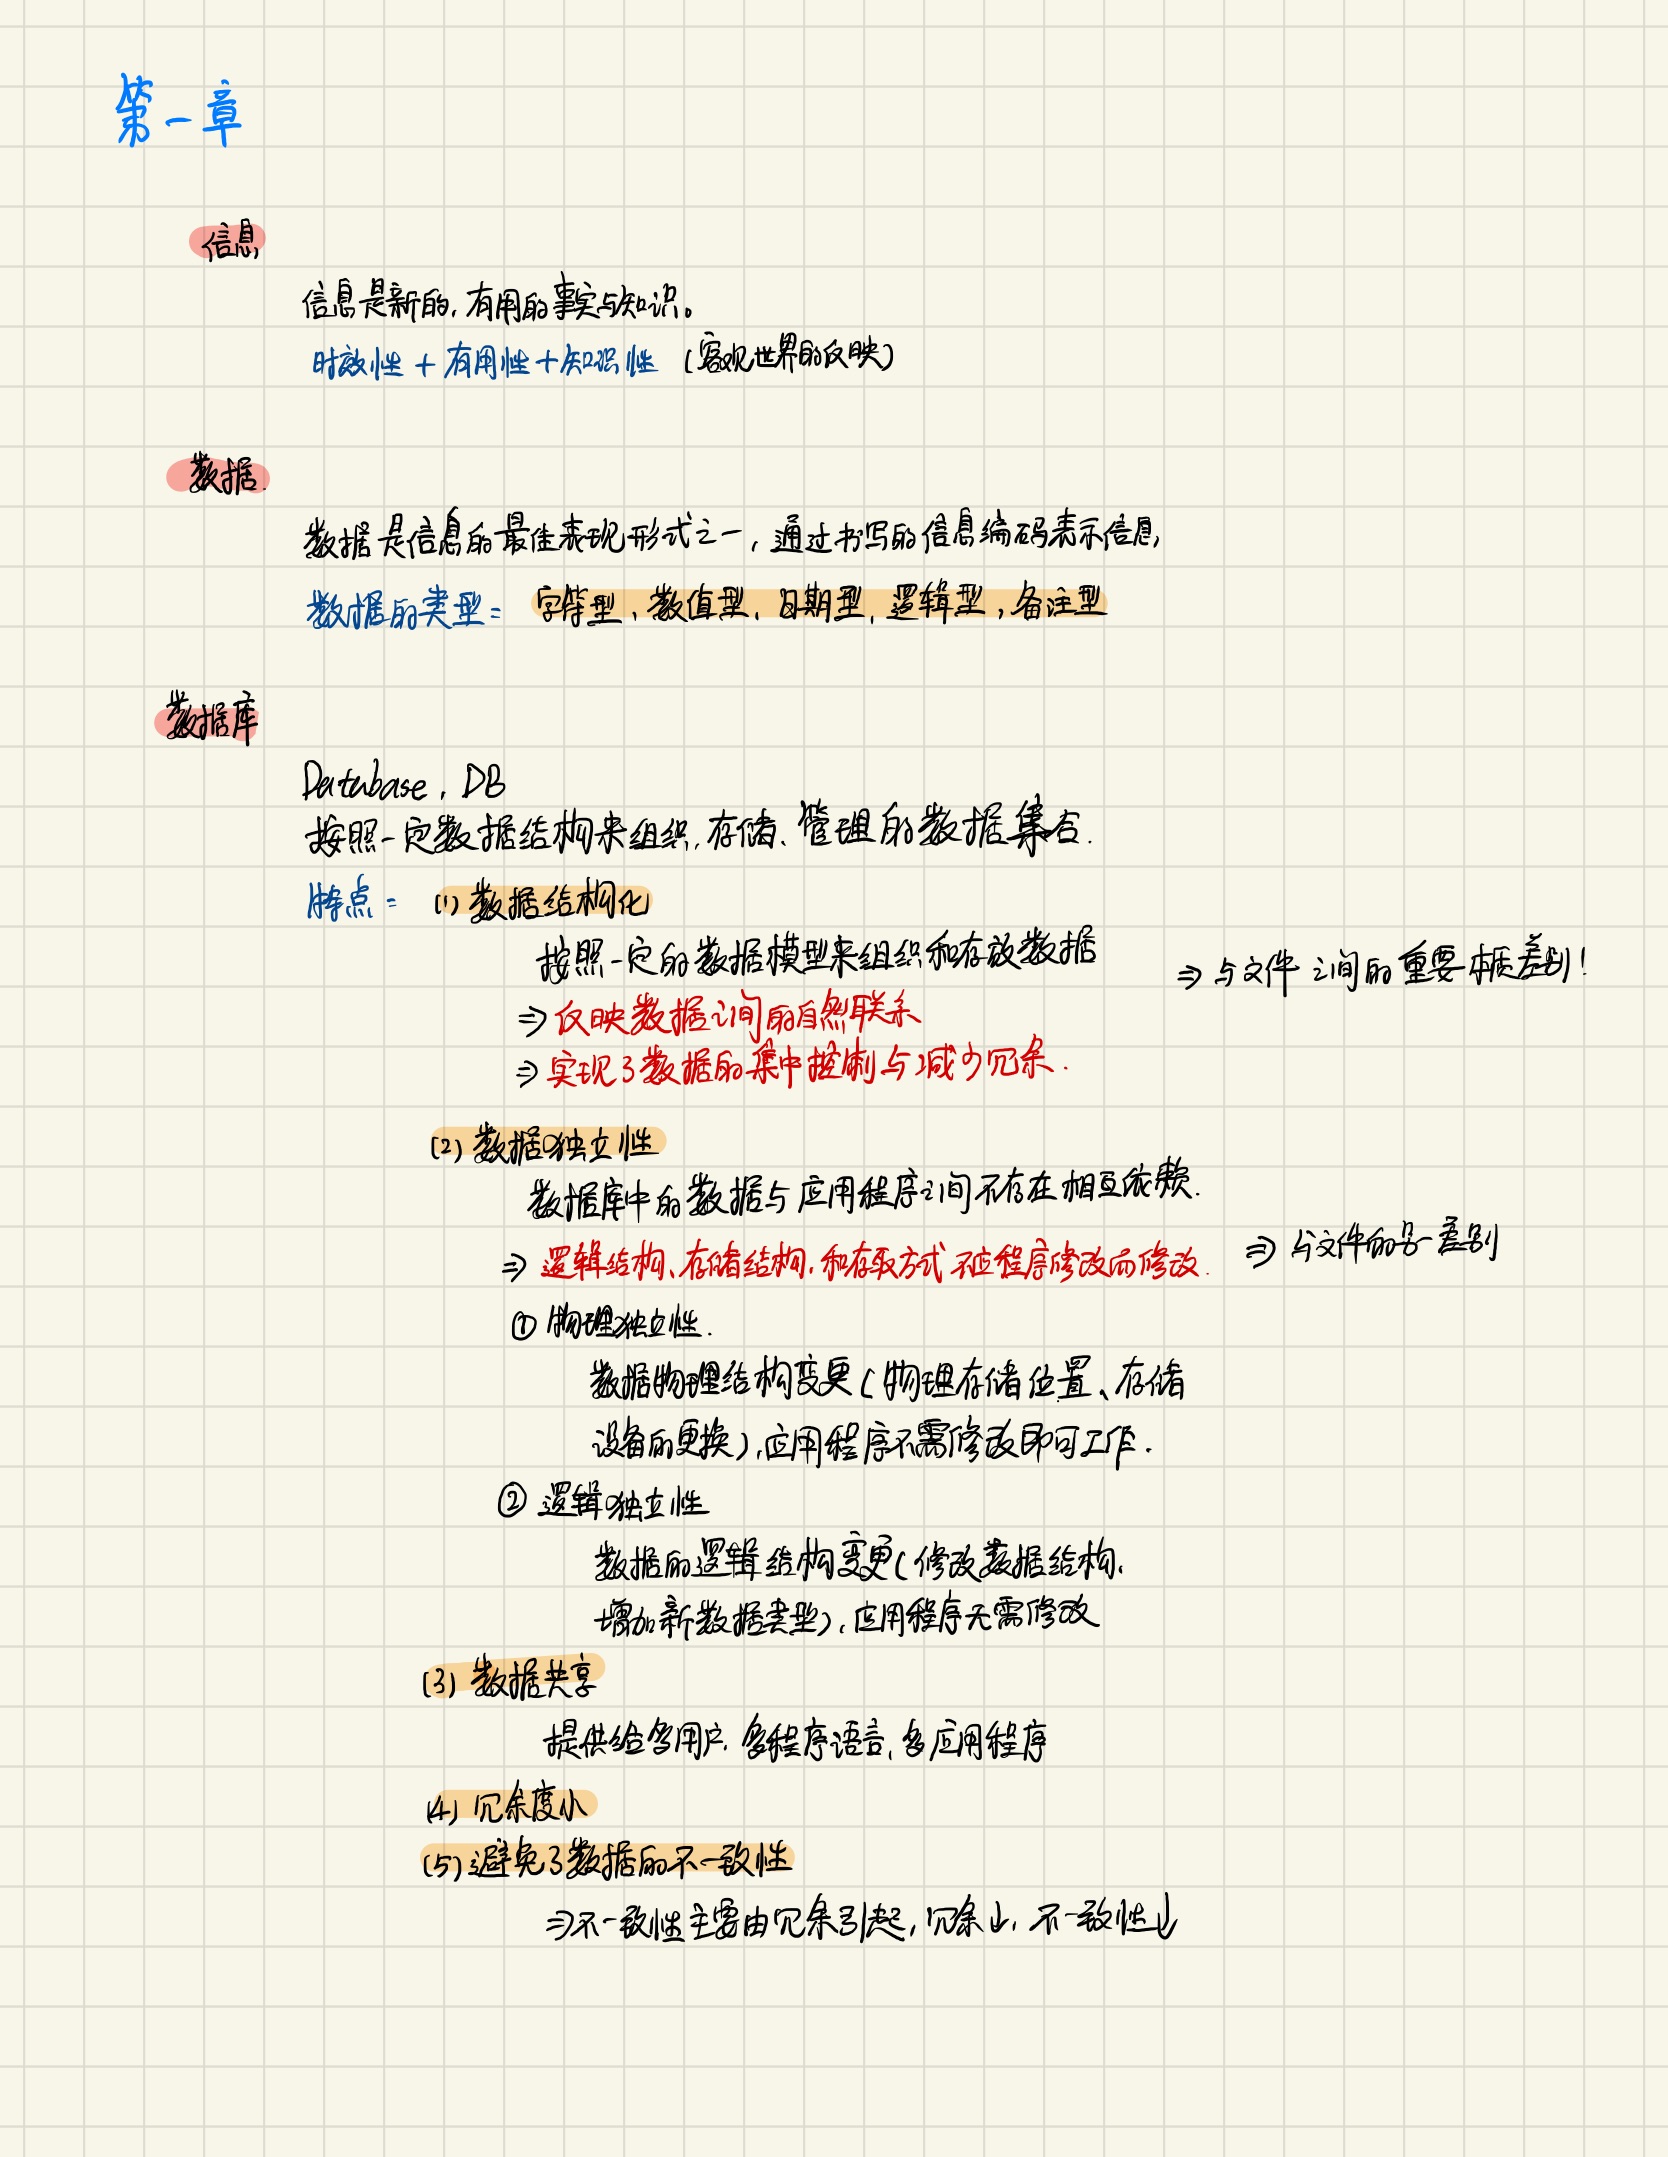 第一章
信息
信息是新的,有用的事实与知识。
时效性+有用性+知识性 (客观世界的反映)
数据.
数据是信息的最佳表现形式之一,通过书写的信息编码表示信息
数据的类型: 字符型、数值型、日期型、逻辑型,备注型
数据库
Database, DB
按照一定数据结构来组织,存储、管理的数据集合.
特点: (1)数据结构化
按照一定的数据模型来组织和存放数据 ⇒与文件之间的重要本质差别!
⇒反映数据之间的自然联系
⇒实现了数据的集中控制与减少冗余.
(2)数据独立性
数据库中的数据与应用程序之间不存在相互依赖.
⇒逻辑结构、存储结构,和存取方式不应程序修改而修改. ⇒与文件的另一差别
①物理独立性.
数据物理结构变更(物理存储位置、存储
设备的更换),应用程序不需修改即可工作.
②逻辑独立性
数据的逻辑结构变更(修改数据结构,
增加新数据类型),应用程序无需修改
(3)数据共享
提供给多用户,多程序语言,多应用程序
(4)冗余度小
(5)避免了数据的不一致性
⇒不一致性主要由冗余引起,冗余↓,不一致性↓